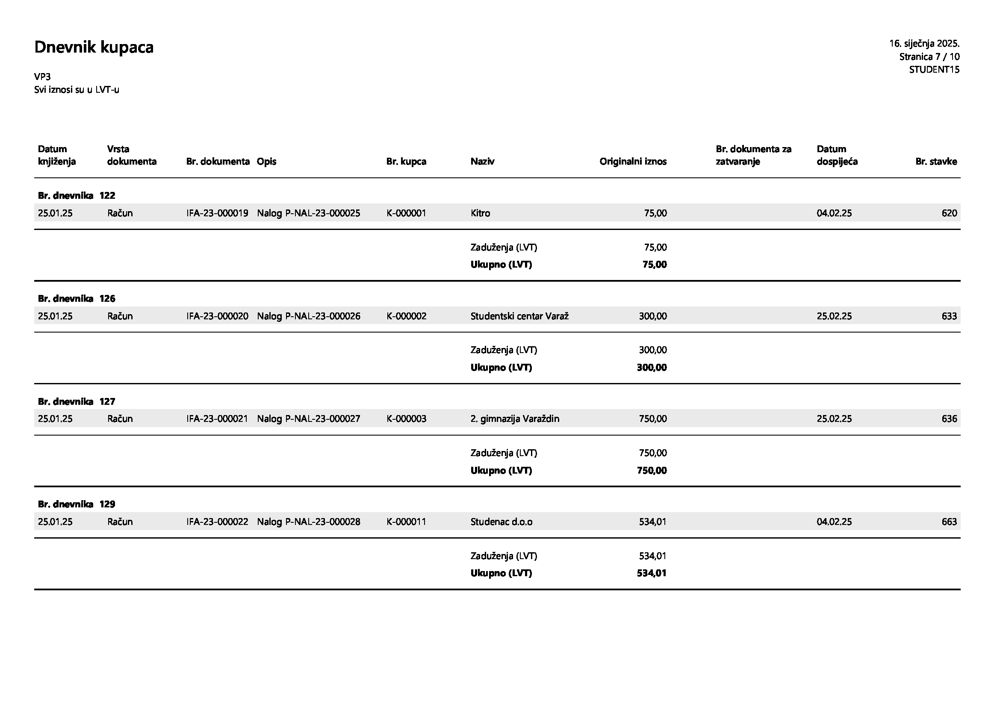 Dnevnik kupaca
16. siječnja 2025.
Stranica 7 / 10
STUDENT15
VP3
Svi iznosi su u LVT-u
Datum knjiženja Vrsta dokumenta Br. dokumenta Opis Br. kupca Naziv Originalni iznos Br. dokumenta za zatvaranje Datum dospijeća Br. stavke
Br. dnevnika 122
25.01.25 Račun IFA-23-000019 Nalog P-NAL-23-000025 K-000001 Kitro 75,00 04.02.25 620
Zaduženja (LVT) 75,00
Ukupno (LVT) 75,00
Br. dnevnika 126
25.01.25 Račun IFA-23-000020 Nalog P-NAL-23-000026 K-000002 Studentski centar Varaž 300,00 25.02.25 633
Zaduženja (LVT) 300,00
Ukupno (LVT) 300,00
Br. dnevnika 127
25.01.25 Račun IFA-23-000021 Nalog P-NAL-23-000027 K-000003 2. gimnazija Varaždin 750,00 25.02.25 636
Zaduženja (LVT) 750,00
Ukupno (LVT) 750,00
Br. dnevnika 129
25.01.25 Račun IFA-23-000022 Nalog P-NAL-23-000028 K-000011 Studenac d.o.o 534,01 04.02.25 663
Zaduženja (LVT) 534,01
Ukupno (LVT) 534,01